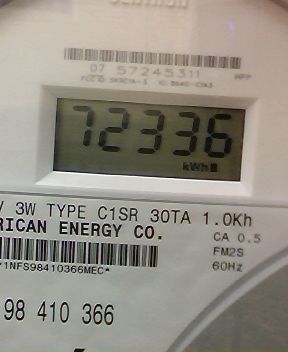 07 57245311
72336
kWh
V 3W TYPE C1SR 30TA 1.0Kh
RICAN ENERGY CO.
CA 0.5
FM2S
60Hz
*1NFS98410366MEC*
98 410 366